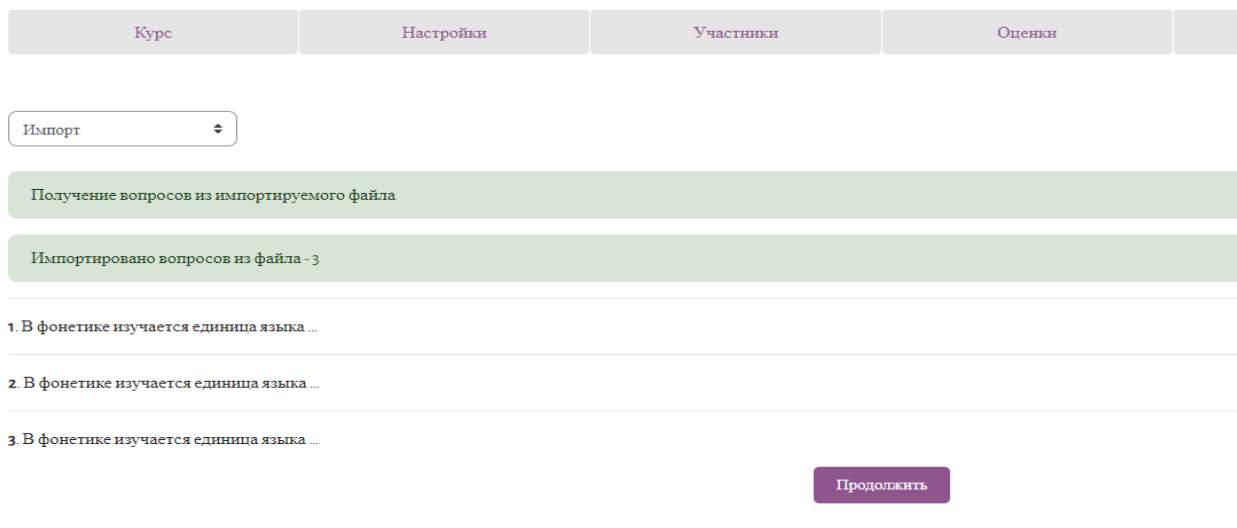 Курс Настройки Участники Оценки
Импорт
Получение вопросов из импортируемого файла
Импортировано вопросов из файла - 3
1. В фонетике изучается единица языка ...
2. В фонетике изучается единица языка ...
3. В фонетике изучается единица языка ...
Продолжить